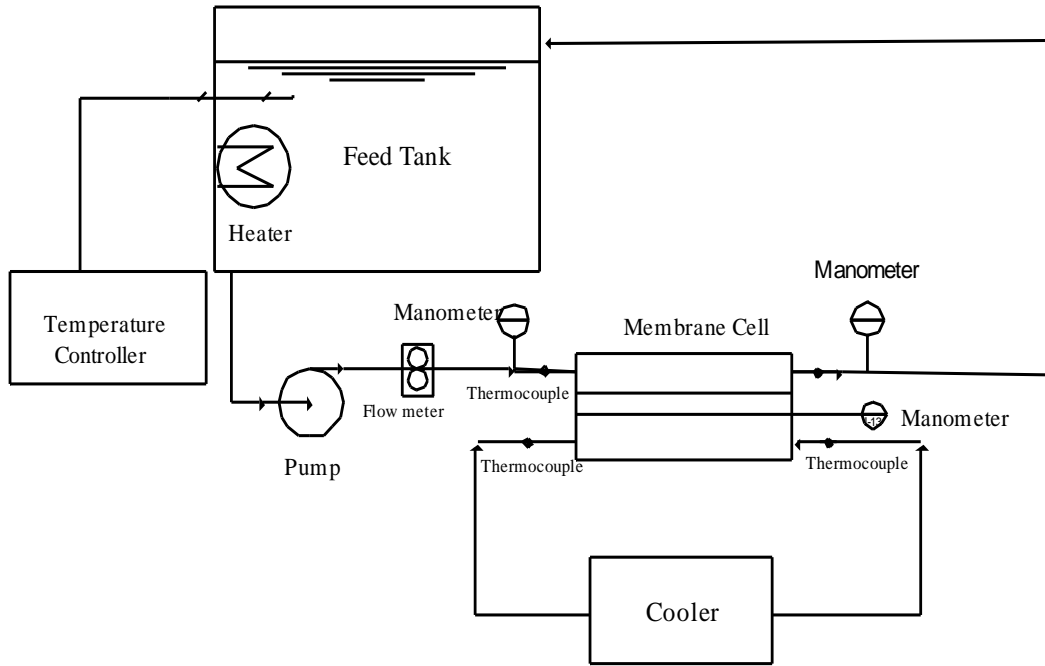 Feed Tank
Heater
Temperature
Controller
Manometer
Manometer
Membrane Cell
Thermocouple
Flow meter
Manometer
Pump
Thermocouple
Thermocouple
Cooler